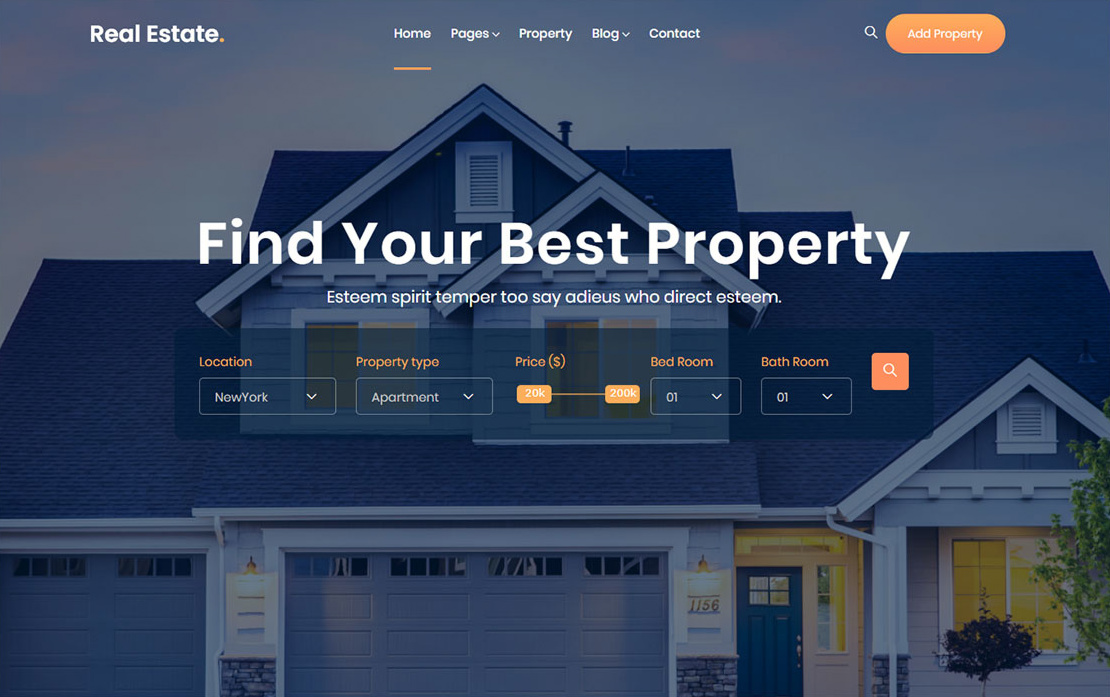 Real Estate.
Home Pages Property Blog Contact
Add Property
Find Your Best Property
Esteem spirit temper too say adieus who direct esteem.
Location Property type Price ($) Bed Room Bath Room
NewYork Apartment 20k 200k 01 01
1156